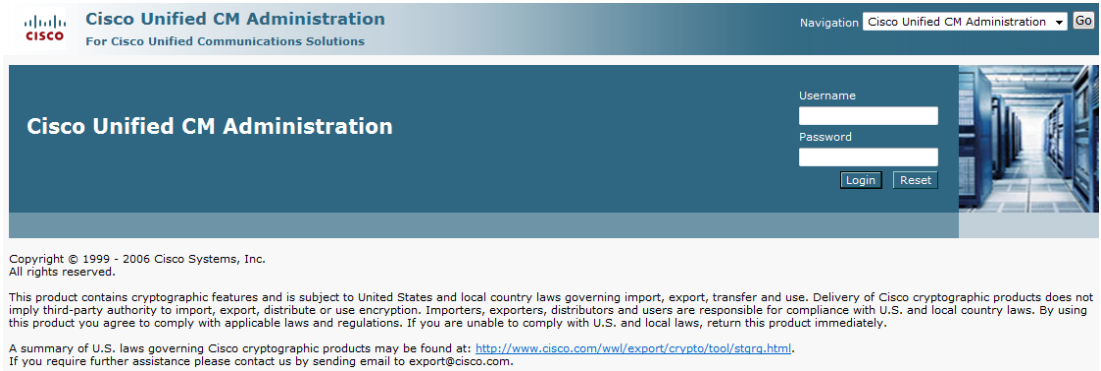 CISCO
Cisco Unified CM Administration
For Cisco Unified Communications Solutions
Navigation Cisco Unified CM Administration Go
Cisco Unified CM Administration
Username
Password
Login Reset
Copyright © 1999 - 2006 Cisco Systems, Inc.
All rights reserved.
This product contains cryptographic features and is subject to United States and local country laws governing import, export, transfer and use. Delivery of Cisco cryptographic products does not
imply third-party authority to import, export, distribute or use encryption. Importers, exporters, distributors and users are responsible for compliance with U.S. and local country laws. By using
this product you agree to comply with applicable laws and regulations. If you are unable to comply with U.S. and local laws, return this product immediately.
A summary of U.S. laws governing Cisco cryptographic products may be found at: http://www.cisco.com/wwl/export/crypto/tool/stqrg.html.
If you require further assistance please contact us by sending email to export@cisco.com.